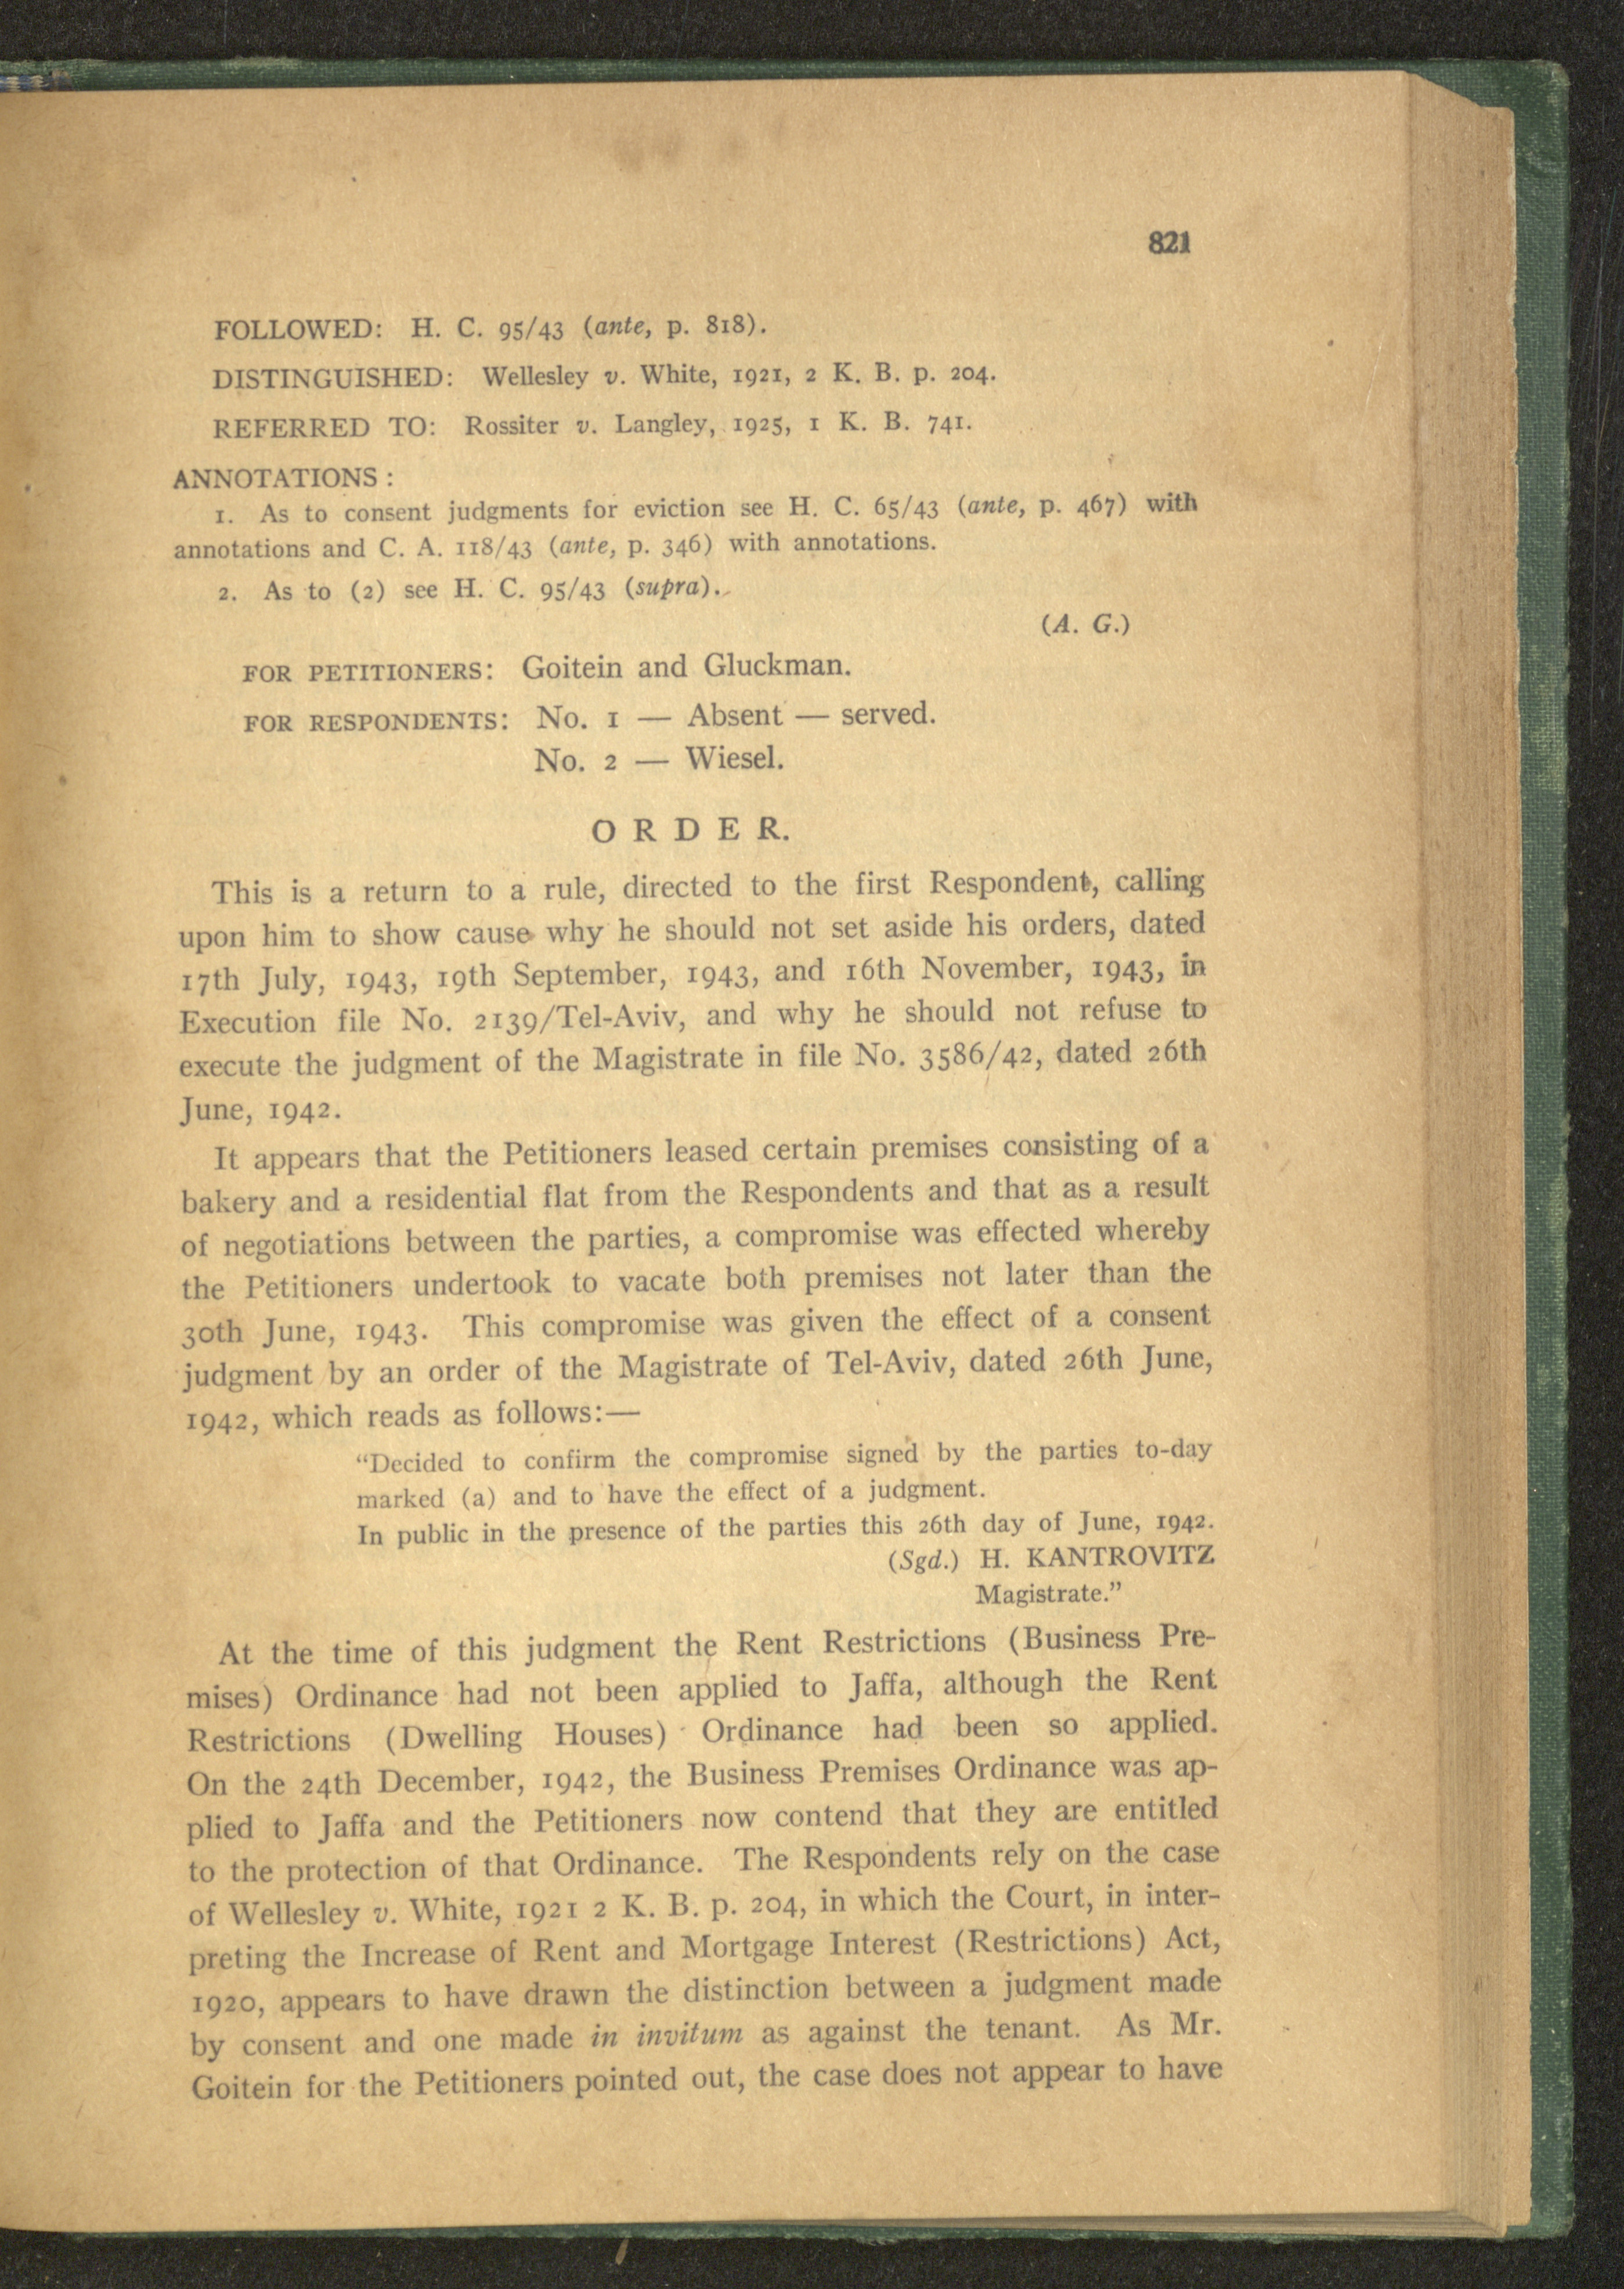 821
FOLLOWED: H. C. 95/43 (ante, p. 818).
DISTINGUISHED: Wellesley v. White, 1921, 2 K. B. p. 204.
REFERRED TO: Rossiter v. Langley, 1925, 1 K. B. 741.
ANNOTATIONS :
1. As to consent judgments for eviction see H. C. 65/43 (ante, p. 467) with
annotations and C. A. 118/43 (ante, p. 346) with annotations.
2. As to (2) see H. C. 95/43 (supra).
(A. G.)
FOR PETITIONERS: Goitein and Gluckman.
FOR RESPONDENTS: No. 1 — Absent — served.
No. 2 — Wiesel.
ORDER.
This is a return to a rule, directed to the first Respondent, calling
upon him to show cause why he should not set aside his orders, dated
17th July, 1943, 19th September, 1943, and 16th November, 1943, in
Execution file No. 2139/Tel-Aviv, and why he should not refuse to
execute the judgment of the Magistrate in file No. 3586/42, dated 26th
June, 1942.
It appears that the Petitioners leased certain premises consisting of a
bakery and a residential flat from the Respondents and that as a result
of negotiations between the parties, a compromise was effected whereby
the Petitioners undertook to vacate both premises not later than the
30th June, 1943. This compromise was given the effect of a consent
judgment by an order of the Magistrate of Tel-Aviv, dated 26th June,
1942, which reads as follows:—
“Decided to confirm the compromise signed by the parties to-day
marked (a) and to have the effect of a judgment.
In public in the presence of the parties this 26th day of June, 1942.
(Sgd.) H. KANTROVITZ
Magistrate.”
At the time of this judgment the Rent Restrictions (Business Pre-
mises) Ordinance had not been applied to Jaffa, although the Rent
Restrictions (Dwelling Houses) Ordinance had been so applied.
On the 24th December, 1942, the Business Premises Ordinance was ap-
plied to Jaffa and the Petitioners now contend that they are entitled
to the protection of that Ordinance. The Respondents rely on the case
of Wellesley v. White, 1921 2 K. B. p. 204, in which the Court, in inter-
preting the Increase of Rent and Mortgage Interest (Restrictions) Act,
1920, appears to have drawn the distinction between a judgment made
by consent and one made in invitum as against the tenant. As Mr.
Goitein for the Petitioners pointed out, the case does not appear to have